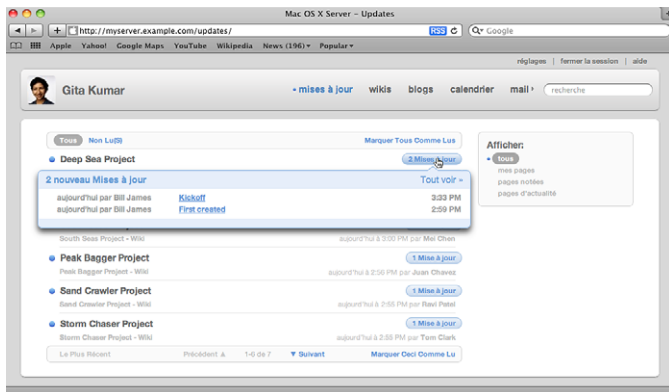 Mac OS X Server – Updates
http://myserver.example.com/updates/ RSS Google
Apple Yahoo! Google Maps YouTube Wikipedia News (196) Popular
réglages | fermer la session | aide
Gita Kumar mises à jour wikis blogs calendrier mail recherche
Tous Non Lu(5) Marquer Tous Comme Lus
Deep Sea Project 2 Mises à jour
2 nouveau Mises à jour Tout voir
aujourd'hui par Bill James Kickoff 3:33 PM
aujourd'hui par Bill James First created 2:59 PM
South Seas Project - Wiki aujourd'hui à 3:00 PM par Mei Chen
Peak Bagger Project 1 Mise à jour
Peak Bagger Project - Wiki aujourd'hui à 2:56 PM par Juan Chavez
Sand Crawler Project 1 Mise à jour
Sand Crawler Project - Wiki aujourd'hui à 2:55 PM par Ravi Patel
Storm Chaser Project 1 Mise à jour
Storm Chaser Project - Wiki aujourd'hui à PM par Tom Clark
Le Plus Récent Précédent ▲ 1-6 de 7 ▼ Suivant Marquer Ceci Comme Lu
Afficher:
tous
mes pages
pages notées
pages d'actualité